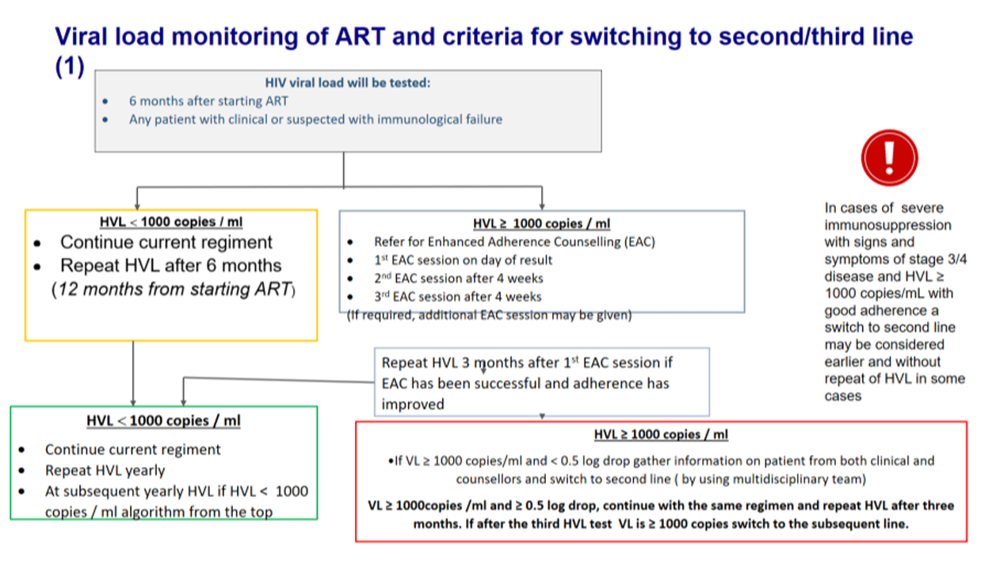 Viral load monitoring of ART and criteria for switching to second/third line
(1)
HIV viral load will be tested:
• 6 months after starting ART
• Any patient with clinical or suspected with immunological failure
HVL < 1000 copies / ml
• Continue current regiment
• Repeat HVL after 6 months
(12 months from starting ART)
HVL ≥ 1000 copies / ml
• Refer for Enhanced Adherence Counselling (EAC)
• 1st EAC session on day of result
• 2nd EAC session after 4 weeks
• 3rd EAC session after 4 weeks
(If required, additional EAC session may be given)
In cases of severe
immunosuppression
with signs and
symptoms of stage 3/4
disease and HVL ≥
1000 copies/mL with
good adherence a
switch to second line
may be considered
earlier and without
repeat of HVL in some
cases
Repeat HVL 3 months after 1st EAC session if
EAC has been successful and adherence has
improved
HVL < 1000 copies / ml
• Continue current regiment
• Repeat HVL yearly
• At subsequent yearly HVL if HVL < 1000
copies / ml algorithm from the top
HVL ≥ 1000 copies / ml
•If VL ≥ 1000 copies/ml and < 0.5 log drop gather information on patient from both clinical and
counsellors and switch to second line ( by using multidisciplinary team)
VL ≥ 1000copies /ml and ≥ 0.5 log drop, continue with the same regimen and repeat HVL after three
months. If after the third HVL test VL is ≥ 1000 copies switch to the subsequent line.